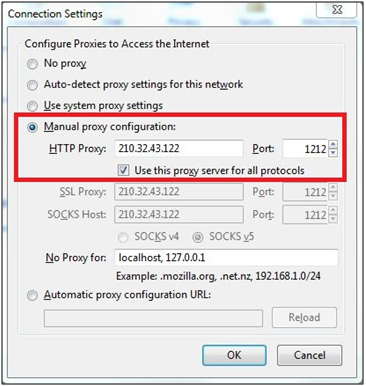 Connection Settings
Configure Proxies to Access the Internet
No proxy
Auto-detect proxy settings for this network
Use system proxy settings
Manual proxy configuration:
HTTP Proxy: 210.32.43.122 Port: 1212
Use this proxy server for all protocols
SSL Proxy: 210.32.43.122 Port: 1212
SOCKS Host: 210.32.43.122 Port: 1212
SOCKS v4 SOCKS v5
No Proxy for: localhost, 127.0.0.1
Example: .mozilla.org, .net.nz, 192.168.1.0/24
Automatic proxy configuration URL:
Reload
OK Cancel